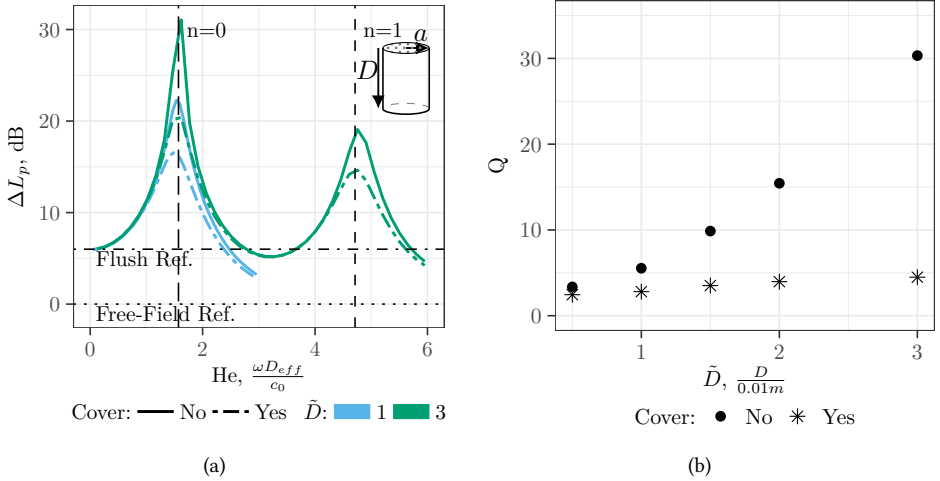 n=0
n=1
a
D
30
20
10
0
ΔL_p, dB
Flush Ref.
Free-Field Ref.
0 2 4 6
He, ωD_eff/c_0
Cover: No Yes D̃: 1 3
(a)
30
20
10
0
Q
1 2 3
D̃, D/0.01m
Cover: No Yes
(b)